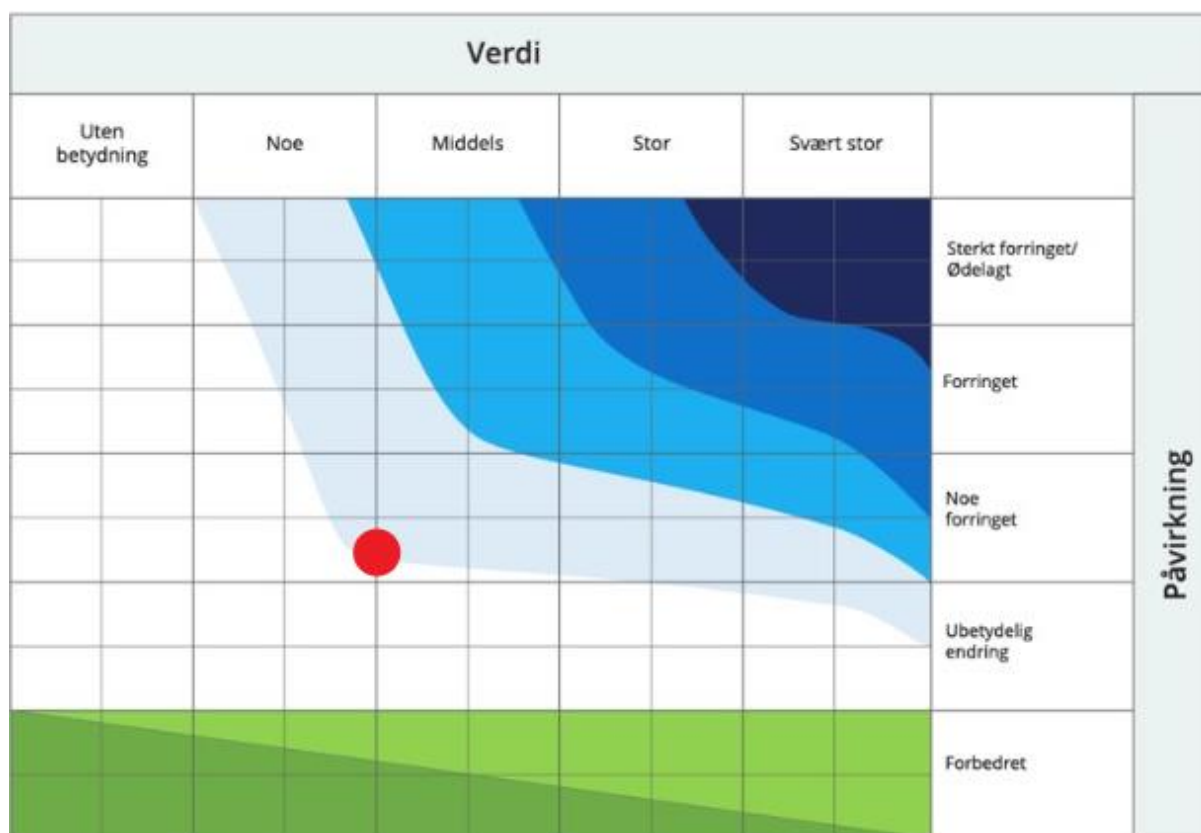 Verdi
Uten
betydning
Noe
Middels
Stor
Svært stor
Sterkt forringet/
Ødelagt
Forringet
Noe
forringet
Ubetydelig
endring
Forbedret
Påvirkning